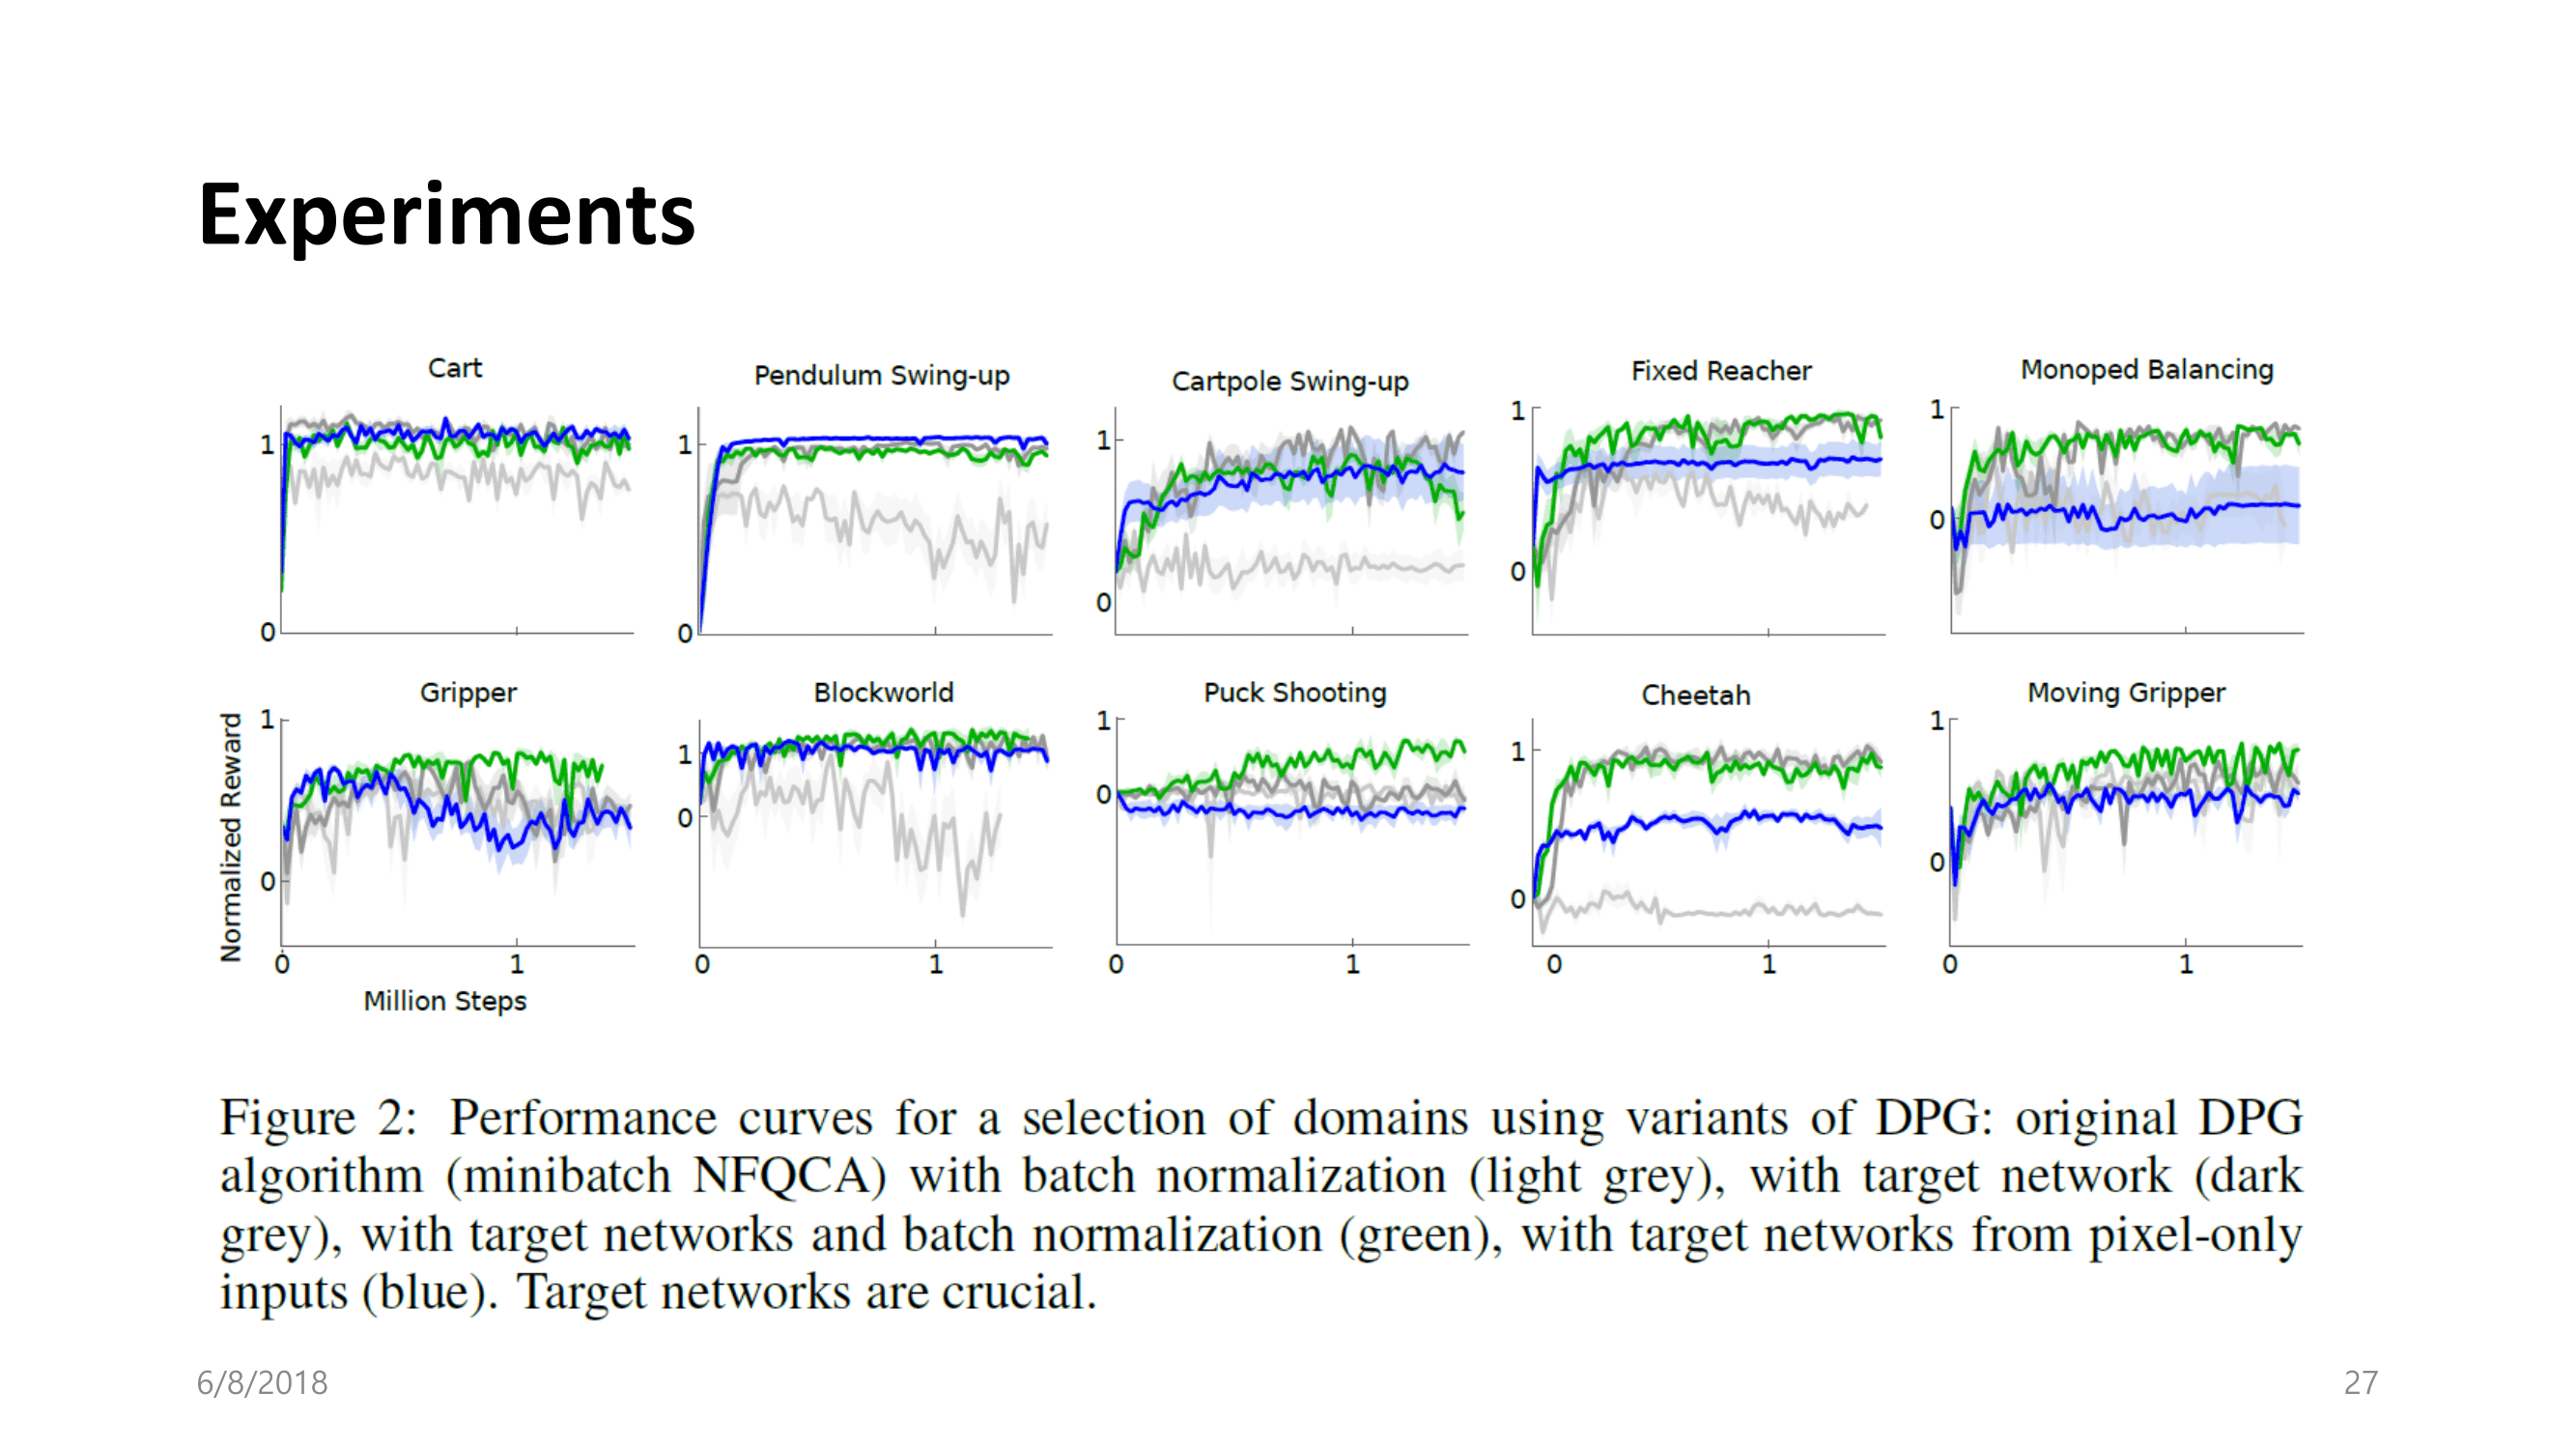 Experiments
Cart
Pendulum Swing-up
Cartpole Swing-up
Fixed Reacher
Monoped Balancing
1
0
1
0
1
0
1
0
1
0
Gripper
Blockworld
Puck Shooting
Cheetah
Moving Gripper
Normalized Reward
1
0
1
0
1
0
1
0
1
0
0 1
0 1
0 1
0 1
0 1
Million Steps
Figure 2: Performance curves for a selection of domains using variants of DPG: original DPG
algorithm (minibatch NFQCA) with batch normalization (light grey), with target network (dark
grey), with target networks and batch normalization (green), with target networks from pixel-only
inputs (blue). Target networks are crucial.
6/8/2018
27